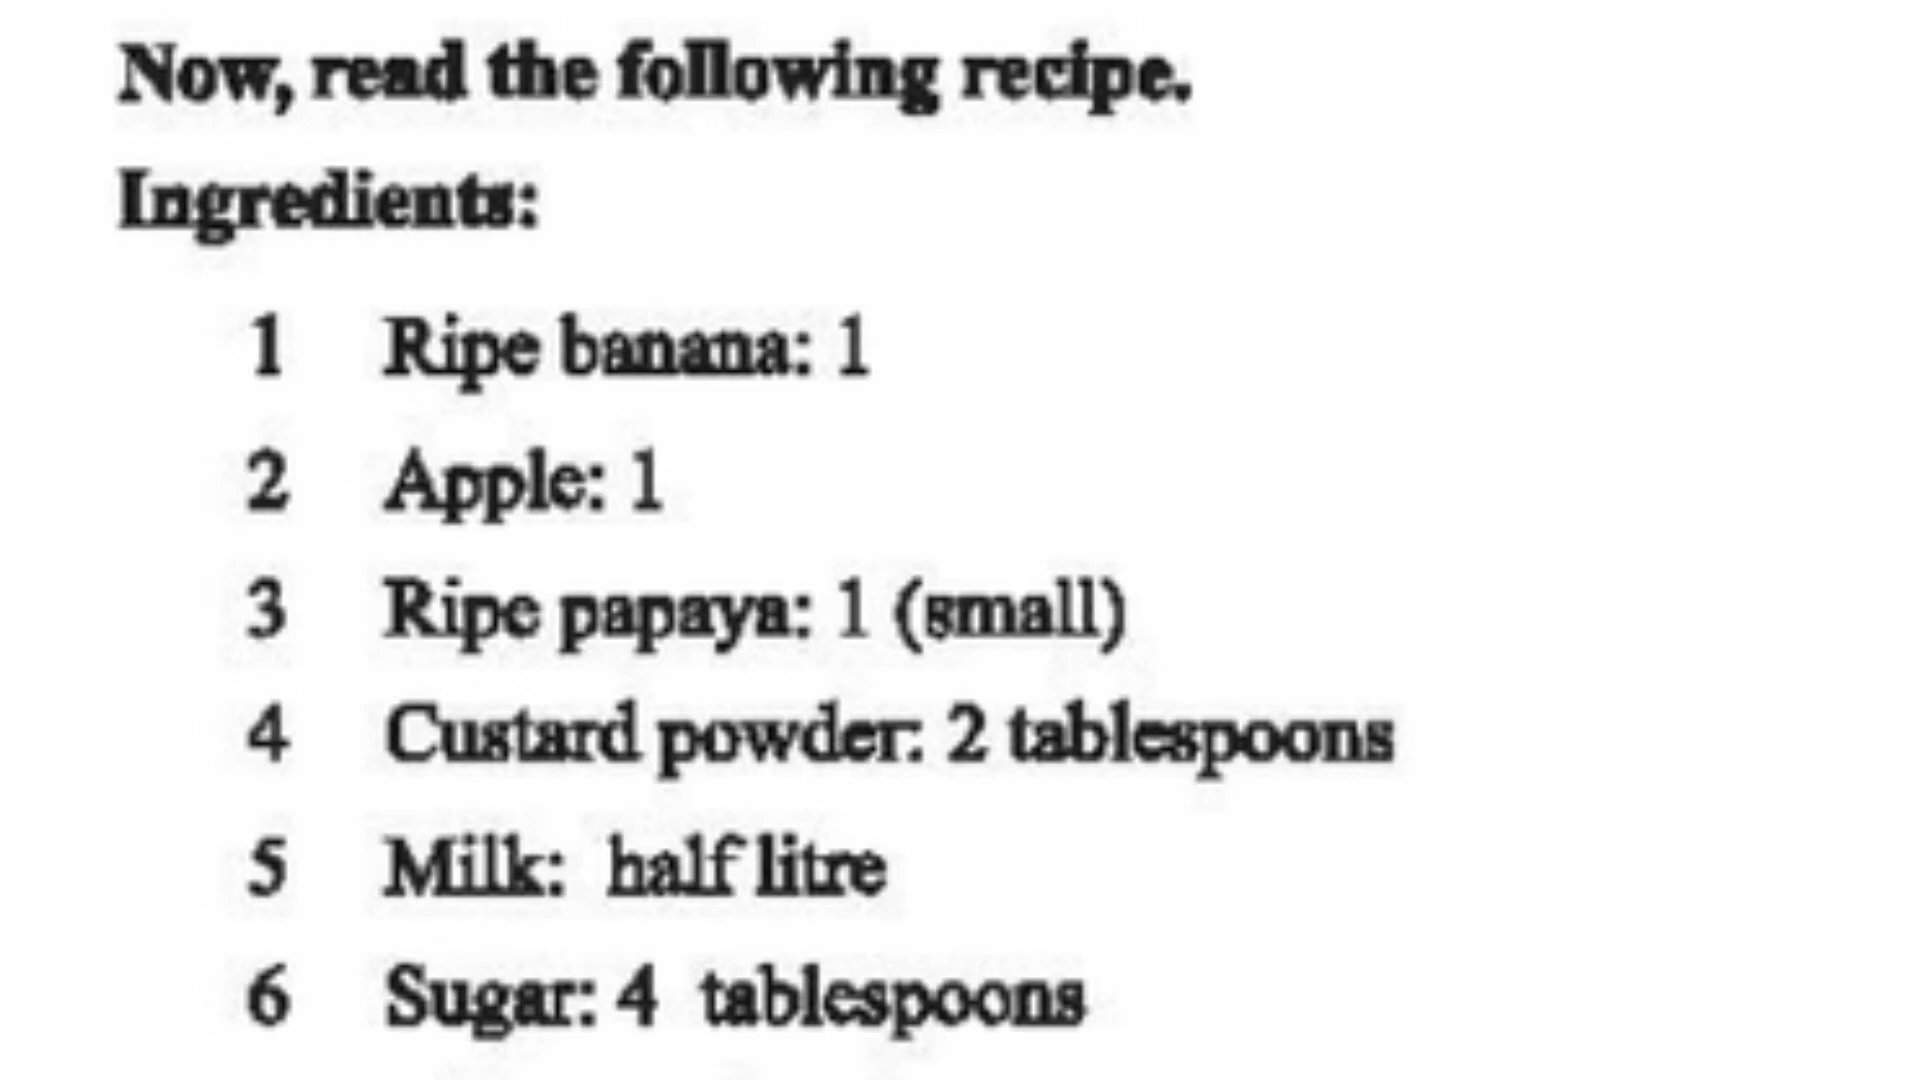 Now, read the following recipe.
Ingredients:
1 Ripe banana: 1
2 Apple: 1
3 Ripe papaya: 1 (small)
4 Custard powder: 2 tablespoons
5 Milk: half litre
6 Sugar: 4 tablespoons